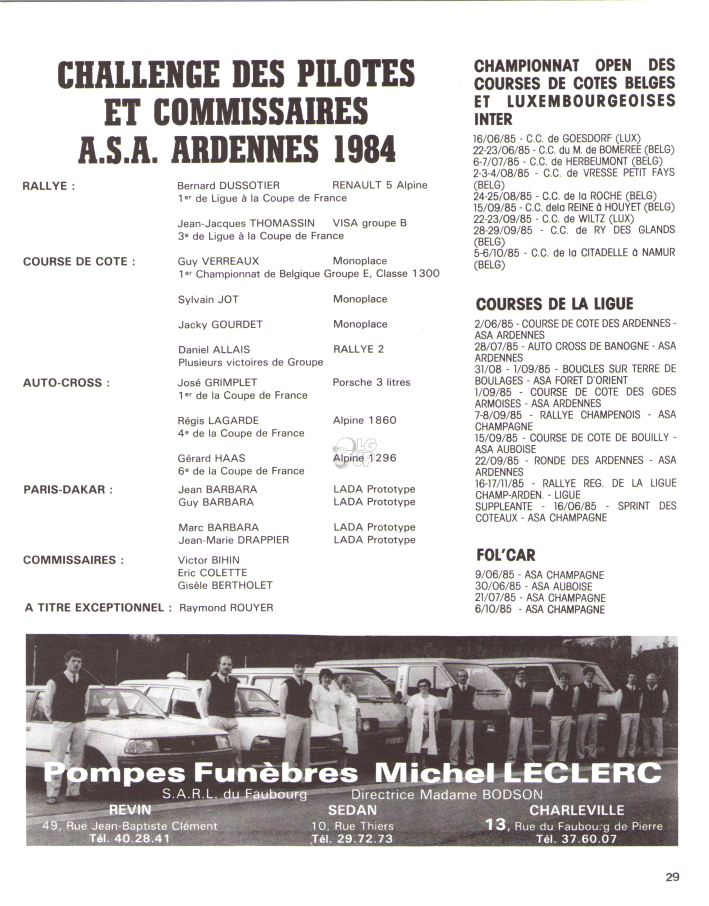 CHALLENGE DES PILOTES
ET COMMISSAIRES
A.S.A. ARDENNES 1984
RALLYE : Bernard DUSSOTIER RENAULT 5 Alpine
1er de Ligue à la Coupe de France
Jean-Jacques THOMASSIN VISA groupe B
3e de Ligue à la Coupe de France
COURSE DE COTE : Guy VERREAUX Monoplace
1er Championnat de Belgique Groupe E, Classe 1300
Sylvain JOT Monoplace
Jacky GOURDET Monoplace
Daniel ALLAIS RALLYE 2
Plusieurs victoires de Groupe
AUTO-CROSS : José GRIMPLET Porsche 3 litres
1er de la Coupe de France
Régis LAGARDE Alpine 1860
4e de la Coupe de France
Gérard HAAS Alpine 1296
6e de la Coupe de France
PARIS-DAKAR : Jean BARBARA LADA Prototype
Guy BARBARA LADA Prototype
Marc BARBARA LADA Prototype
Jean-Marie DRAPPIER LADA Prototype
COMMISSAIRES : Victor BIHIN
Eric COLETTE
Gisèle BERTHOLET
A TITRE EXCEPTIONNEL : Raymond ROUYER
CHAMPIONNAT OPEN DES
COURSES DE COTES BELGES
ET LUXEMBOURGEOISES
INTER
16/06/85 - C.C. de GOESDORF (LUX)
22-23/06/85 - C.C. du M. de BOMEREE (BELG)
6-7/07/85 - C.C. de HERBEUMONT (BELG)
2-3-4/08/85 - C.C. de VRESSE PETIT FAYS
(BELG)
24-25/08/85 - C.C. de la ROCHE (BELG)
15/09/85 - C.C. dela REINE à HOUYET (BELG)
22-23/09/85 - C.C. de WILTZ (LUX)
28-29/09/85 - C.C. de RY DES GLANDS
(BELG)
5-6/10/85 - C.C. de la CITADELLE à NAMUR
(BELG)
COURSES DE LA LIGUE
2/06/85 - COURSE DE COTE DES ARDENNES -
ASA ARDENNES
28/07/85 - AUTO CROSS DE BANOGNE - ASA
ARDENNES
31/08 - 1/09/85 - BOUCLES SUR TERRE DE
BOULAGES - ASA FORET D'ORIENT
1/09/85 - COURSE DE COTE DES GDES
ARMOISES - ASA ARDENNES
7-8/09/85 - RALLYE CHAMPENOIS - ASA
CHAMPAGNE
15/09/85 - COURSE DE COTE DE BOUILLY -
ASA AUBOISE
22/09/85 - RONDE DES ARDENNES - ASA
ARDENNES
16-17/11/85 - RALLYE REG. DE LA LIGUE
CHAMP-ARDEN. - LIGUE
SUPPLEANTE - 16/06/85 - SPRINT DES
COTEAUX - ASA CHAMPAGNE
FOL'CAR
9/06/85 - ASA CHAMPAGNE
30/06/85 - ASA AUBOISE
21/07/85 - ASA CHAMPAGNE
6/10/85 - ASA CHAMPAGNE
Pompes Funèbres Michel LECLERC
S.A.R.L. du Faubourg Directrice Madame BODSON
REVIN SEDAN CHARLEVILLE
49, Rue Jean-Baptiste Clément 10, Rue Thiers 13, Rue du Faubourg de Pierre
Tél. 40.28.41 Tél. 29.72.73 Tél. 37.60.07
29